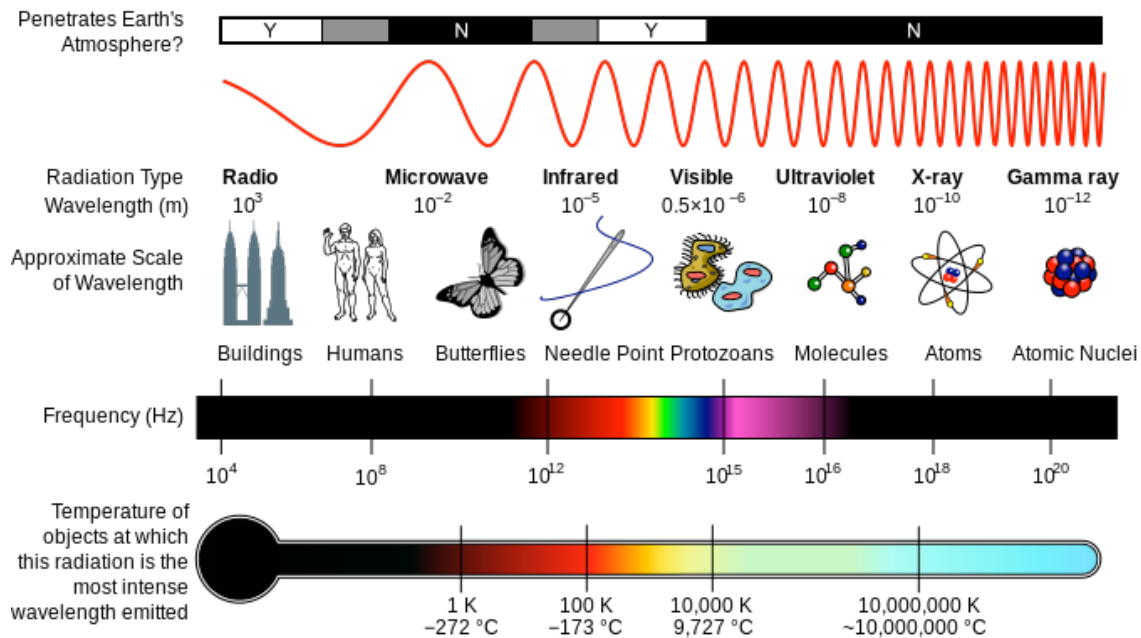 Penetrates Earth's
Atmosphere?
Y N Y N
Radiation Type
Radio Microwave Infrared Visible Ultraviolet X-ray Gamma ray
Wavelength (m)
10³ 10⁻² 10⁻⁵ 0.5×10⁻⁶ 10⁻⁸ 10⁻¹⁰ 10⁻¹²
Approximate Scale
of Wavelength
Buildings Humans Butterflies Needle Point Protozoans Molecules Atoms Atomic Nuclei
Frequency (Hz)
10⁴ 10⁸ 10¹² 10¹⁵ 10¹⁶ 10¹⁸ 10²⁰
Temperature of
objects at which
this radiation is the
most intense
wavelength emitted
1 K 100 K 10,000 K 10,000,000 K
−272 °C −173 °C 9,727 °C ~10,000,000 °C